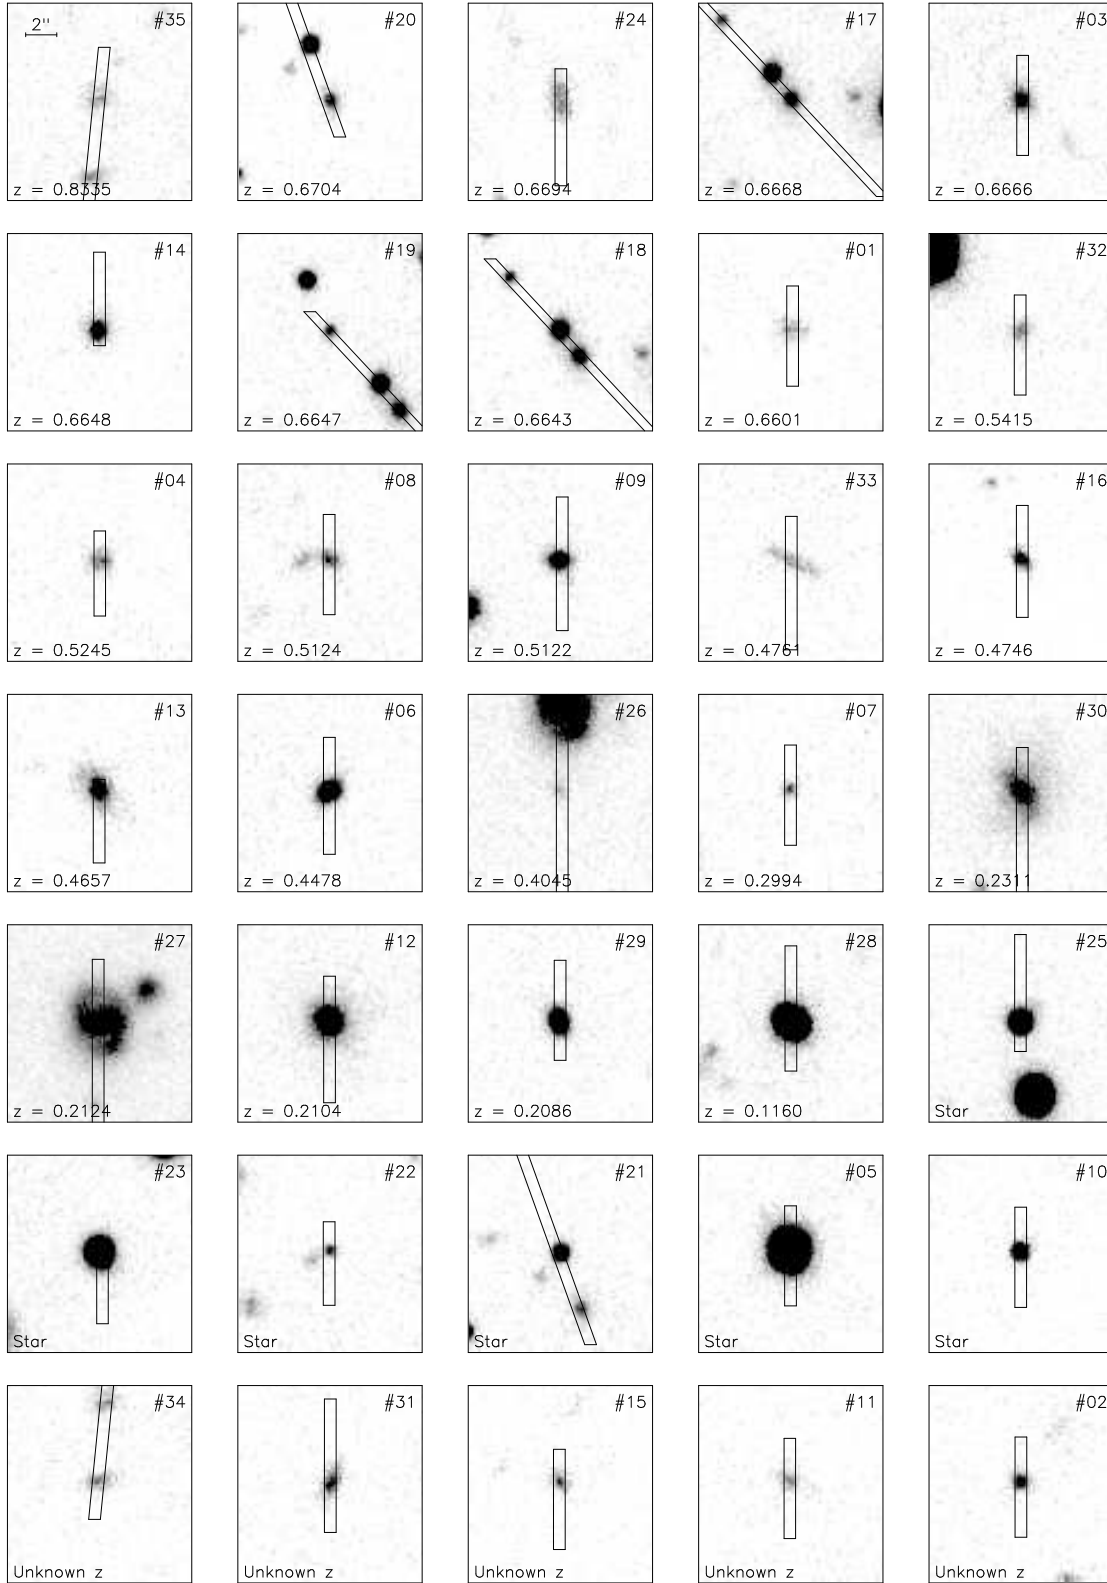 #35
2"
z = 0.8335
#20
z = 0.6704
#24
z = 0.6694
#17
z = 0.6668
#03
z = 0.6666
#14
z = 0.6648
#19
z = 0.6647
#18
z = 0.6643
#01
z = 0.6601
#32
z = 0.5415
#04
z = 0.5245
#08
z = 0.5124
#09
z = 0.5122
#33
z = 0.4761
#16
z = 0.4746
#13
z = 0.4657
#06
z = 0.4478
#26
z = 0.4045
#07
z = 0.2994
#30
z = 0.2311
#27
z = 0.2124
#12
z = 0.2104
#29
z = 0.2086
#28
z = 0.1160
#25
Star
#23
Star
#22
Star
#21
Star
#05
Star
#10
Star
#34
Unknown z
#31
Unknown z
#15
Unknown z
#11
Unknown z
#02
Unknown z